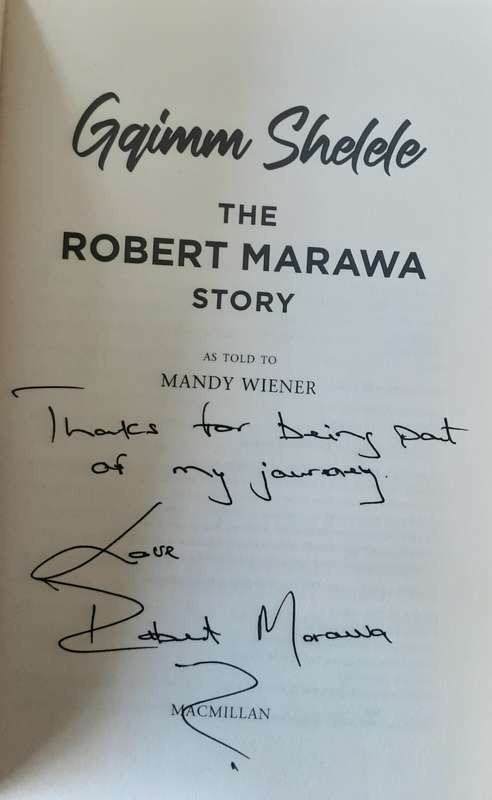 Gqimm Shelele
THE
ROBERT MARAWA
STORY
AS TOLD TO
MANDY WIENER
Thanks for being part
of my journey.
Love
Robert Marawa
MACMILLAN